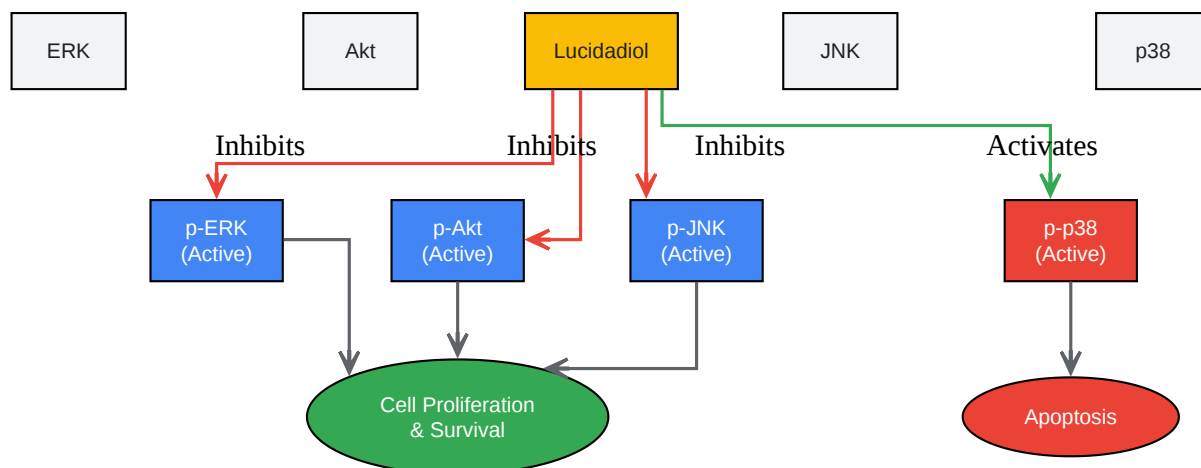 ERK
Akt
Lucidadiol
JNK
p38
Inhibits
Inhibits
Inhibits
Activates
p-ERK
(Active)
p-Akt
(Active)
p-JNK
(Active)
p-p38
(Active)
Cell Proliferation
& Survival
Apoptosis